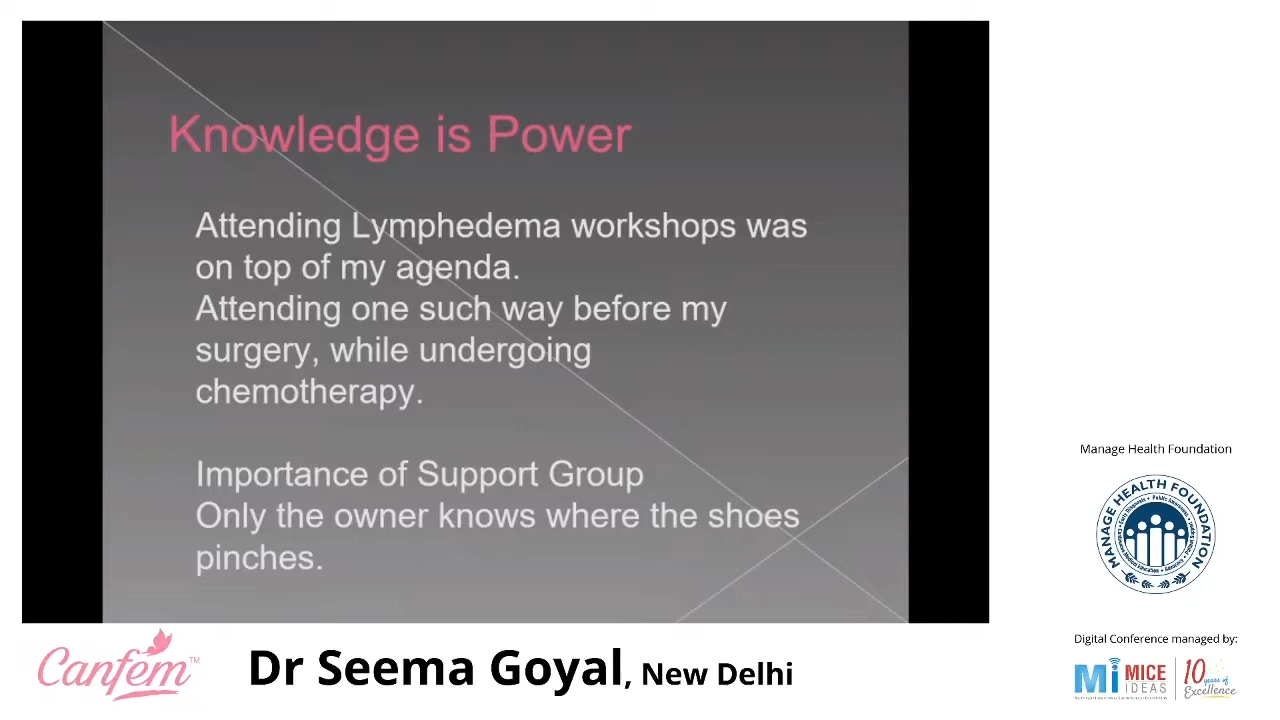 Knowledge is Power
Attending Lymphedema workshops was
on top of my agenda.
Attending one such way before my
surgery, while undergoing
chemotherapy.
Importance of Support Group
Only the owner knows where the shoes
pinches.
Canfem™
Dr Seema Goyal, New Delhi
Manage Health Foundation
MANAGE HEALTH FOUNDATION
Digital Conference managed by:
Mi MICE
IDEAS
10
years of
Excellence